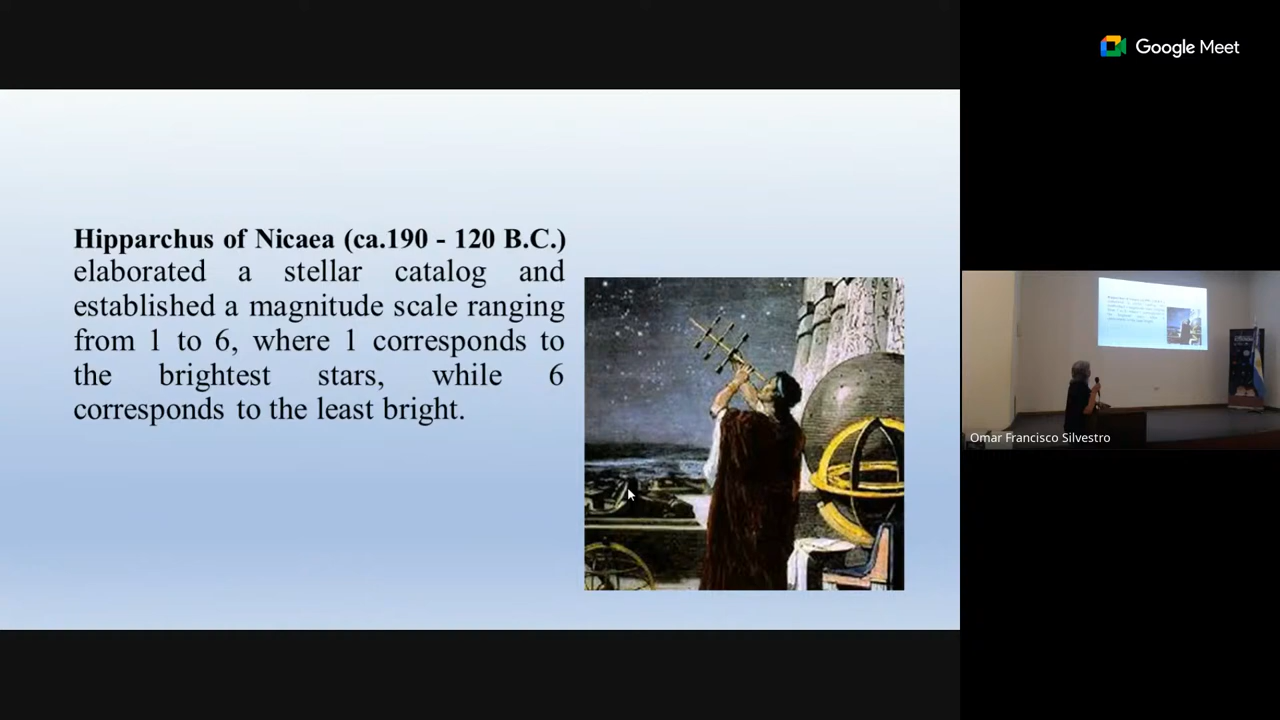 Google Meet
Hipparchus of Nicaea (ca.190 - 120 B.C.)
elaborated a stellar catalog and
established a magnitude scale ranging
from 1 to 6, where 1 corresponds to
the brightest stars, while 6
corresponds to the least bright.
Omar Francisco Silvestro